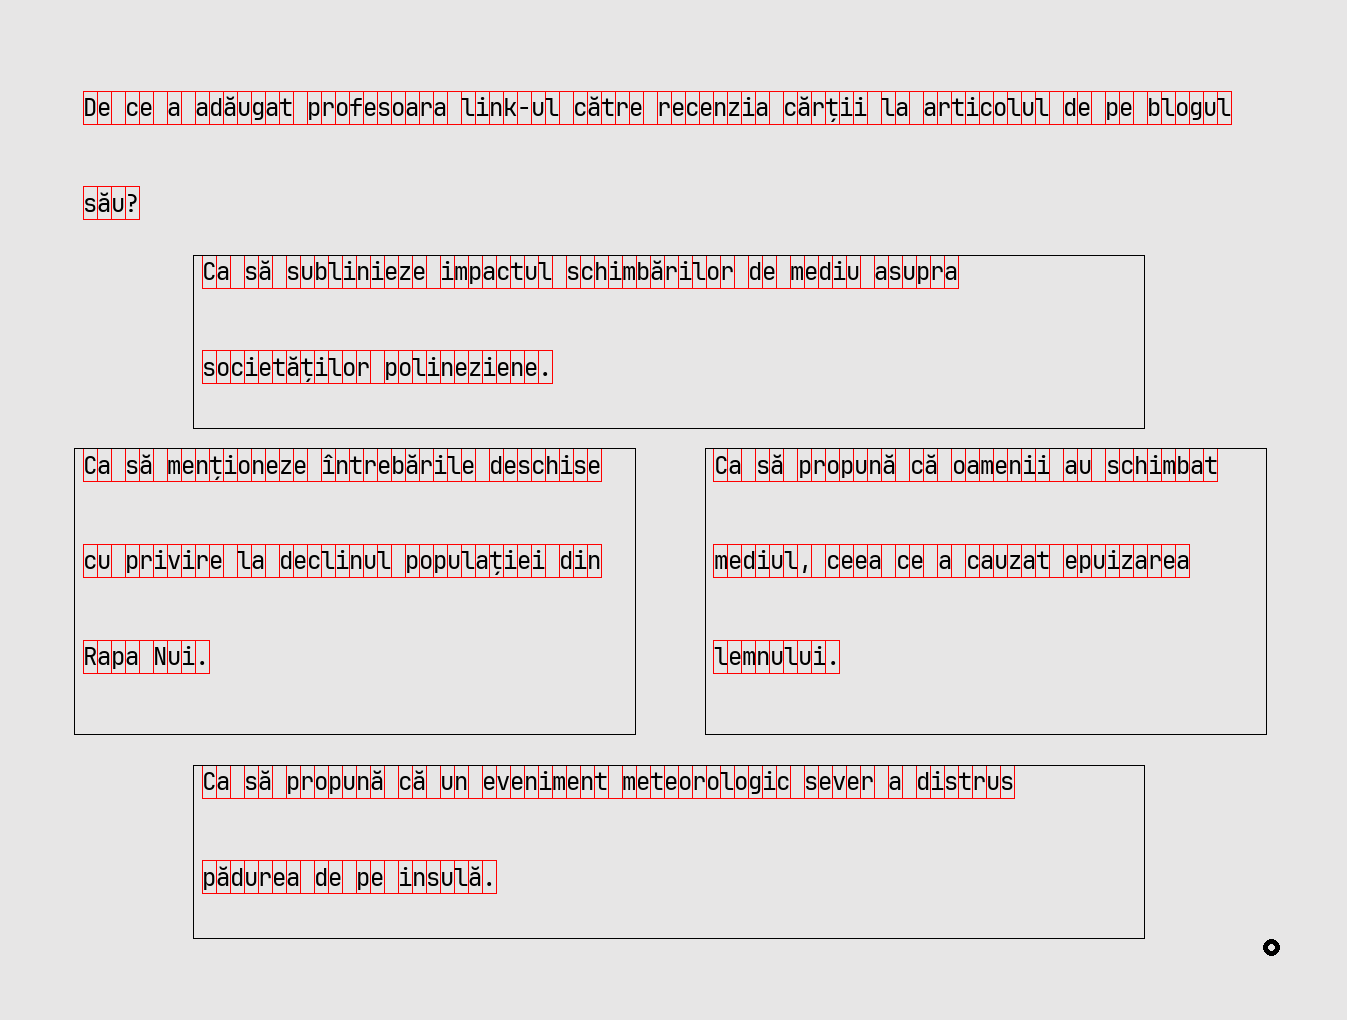 De ce a adăugat profesoara link-ul către recenzia cărții la articolul de pe blogul
său?
Ca să sublinieze impactul schimbărilor de mediu asupra
societăților polineziene.
Ca să menționeze întrebările deschise
cu privire la declinul populației din
Rapa Nui.
Ca să propună că oamenii au schimbat
mediul, ceea ce a cauzat epuizarea
lemnului.
Ca să propună că un eveniment meteorologic sever a distrus
pădurea de pe insulă.